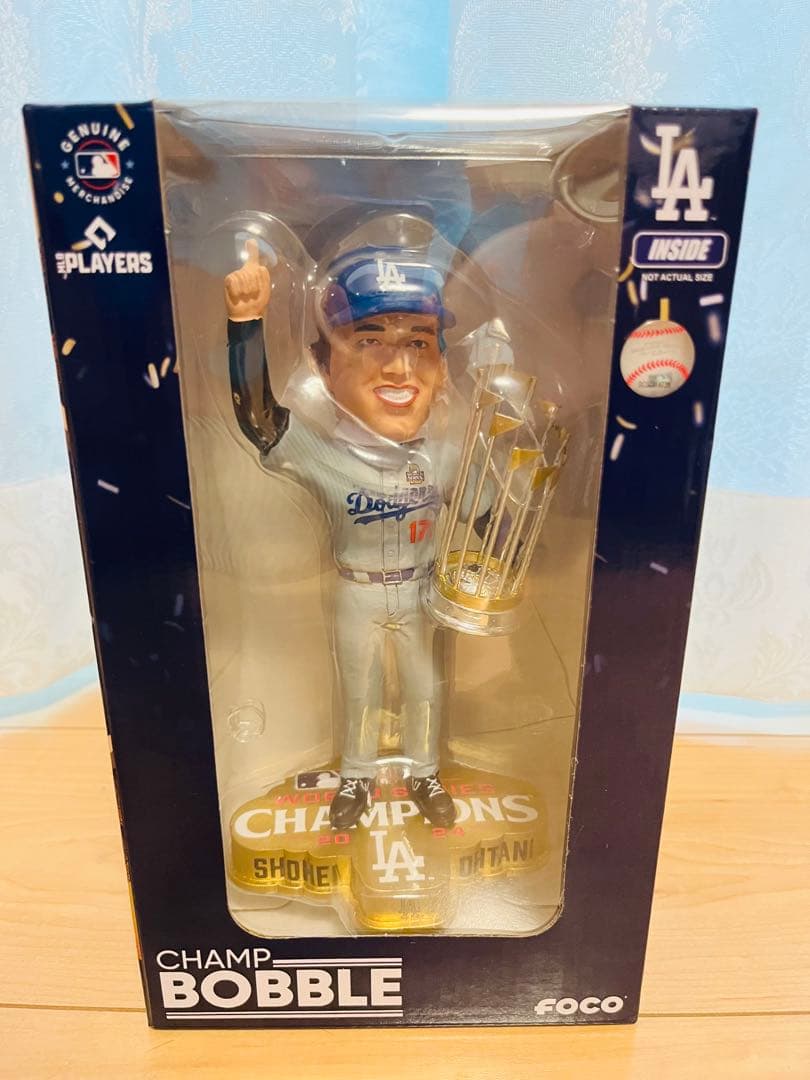 GENUINE
MERCHANDISE
MLB PLAYERS
LA
INSIDE
NOT ACTUAL SIZE
LA
Dodgers
17
WORLD SERIES
CHAMPIONS
20 24
LA
SHOHEI OHTANI
CHAMP
BOBBLE
FOCO